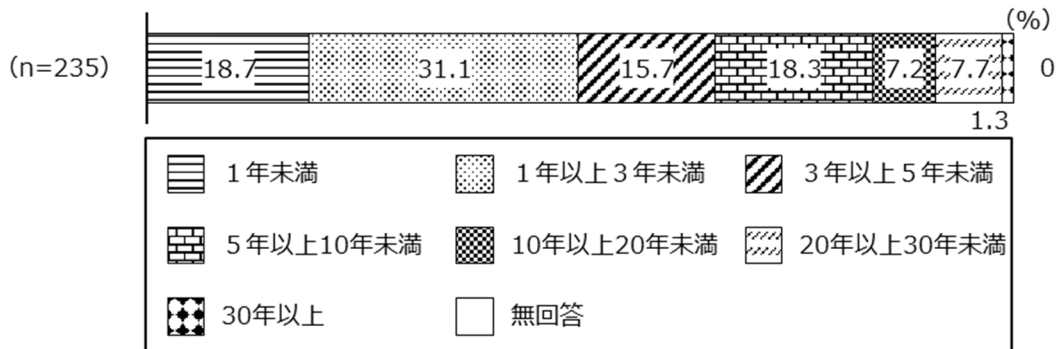 (%)
(n=235) 18.7 31.1 15.7 18.3 7.2 7.7 0
1.3
１年未満 １年以上３年未満 ３年以上５年未満
５年以上10年未満 10年以上20年未満 20年以上30年未満
30年以上 無回答